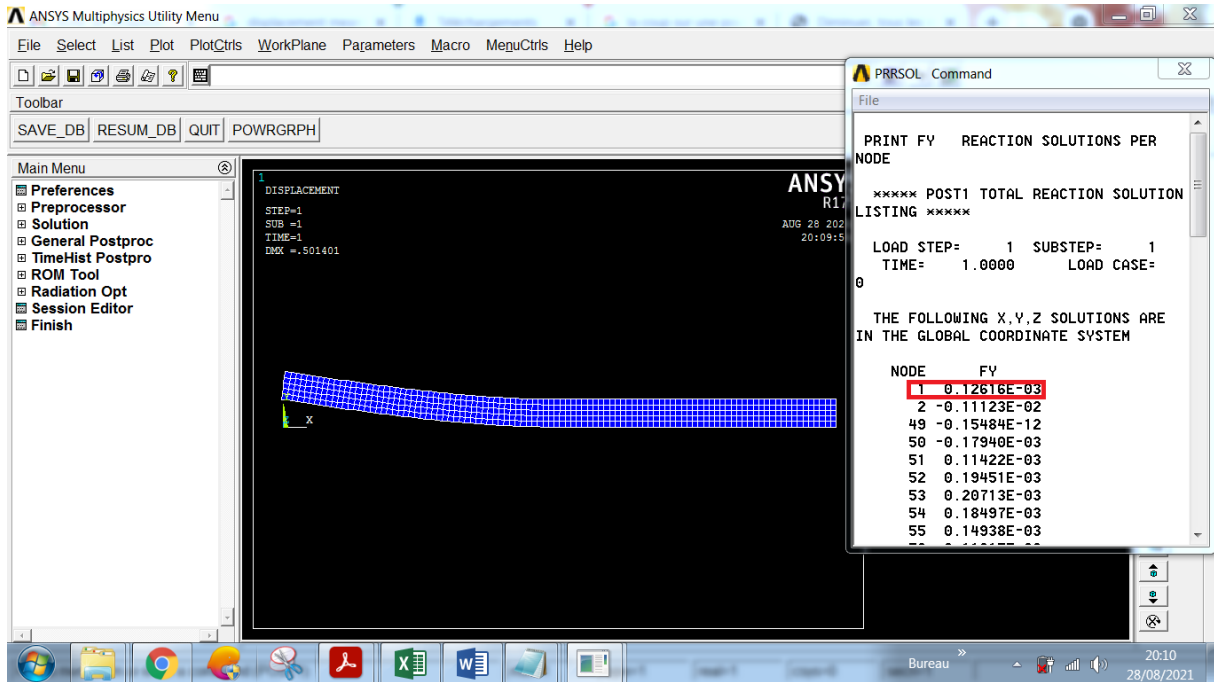 ANSYS Multiphysics Utility Menu
File Select List Plot PlotCtrls WorkPlane Parameters Macro MenuCtrls Help
Toolbar
SAVE_DB RESUM_DB QUIT POWRGRPH
Main Menu
Preferences
Preprocessor
Solution
General Postproc
TimeHist Postpro
ROM Tool
Radiation Opt
Session Editor
Finish
1
DISPLACEMENT
STEP=1
SUB =1
TIME=1
DMX =.501401
ANSY
R17
AUG 28 202
20:09:5
X
PRRSOL Command
File
PRINT FY REACTION SOLUTIONS PER
NODE
***** POST1 TOTAL REACTION SOLUTION
LISTING *****
LOAD STEP= 1 SUBSTEP= 1
TIME= 1.0000 LOAD CASE=
0
THE FOLLOWING X,Y,Z SOLUTIONS ARE
IN THE GLOBAL COORDINATE SYSTEM
NODE FY
1 0.12616E-03
2 -0.11123E-02
49 -0.15484E-12
50 -0.17940E-03
51 0.11422E-03
52 0.19451E-03
53 0.20713E-03
54 0.18497E-03
55 0.14938E-03
Bureau
20:10
28/08/2021